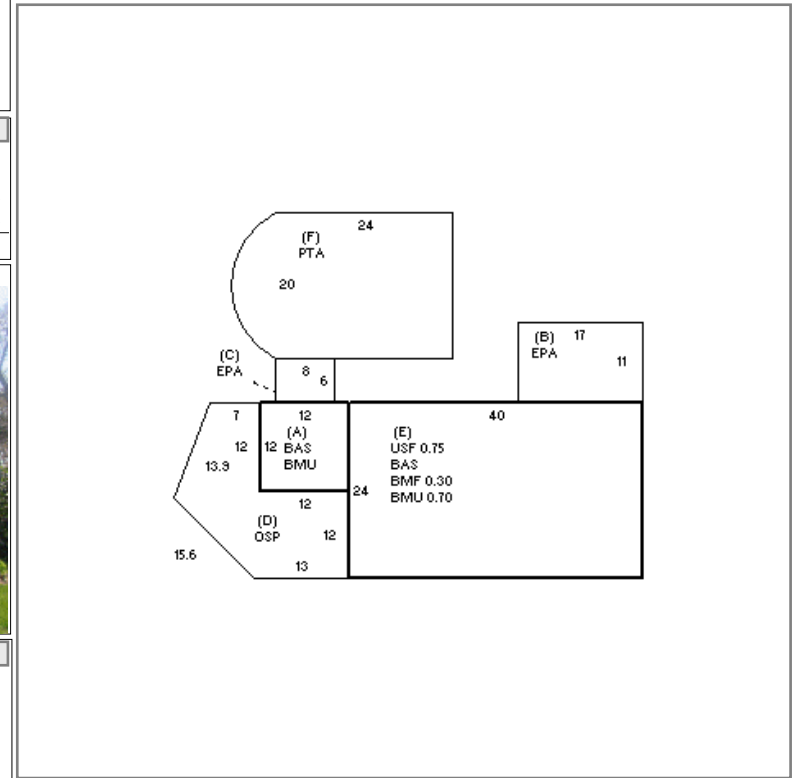 24
(F)
PTA
20
(B)
EPA
17
11
(C)
EPA
8
6
7
12
40
12
12
(A)
BAS
BMU
13.9
(E)
USF 0.75
BAS
BMF 0.30
BMU 0.70
24
12
(D)
OSP
12
15.6
13